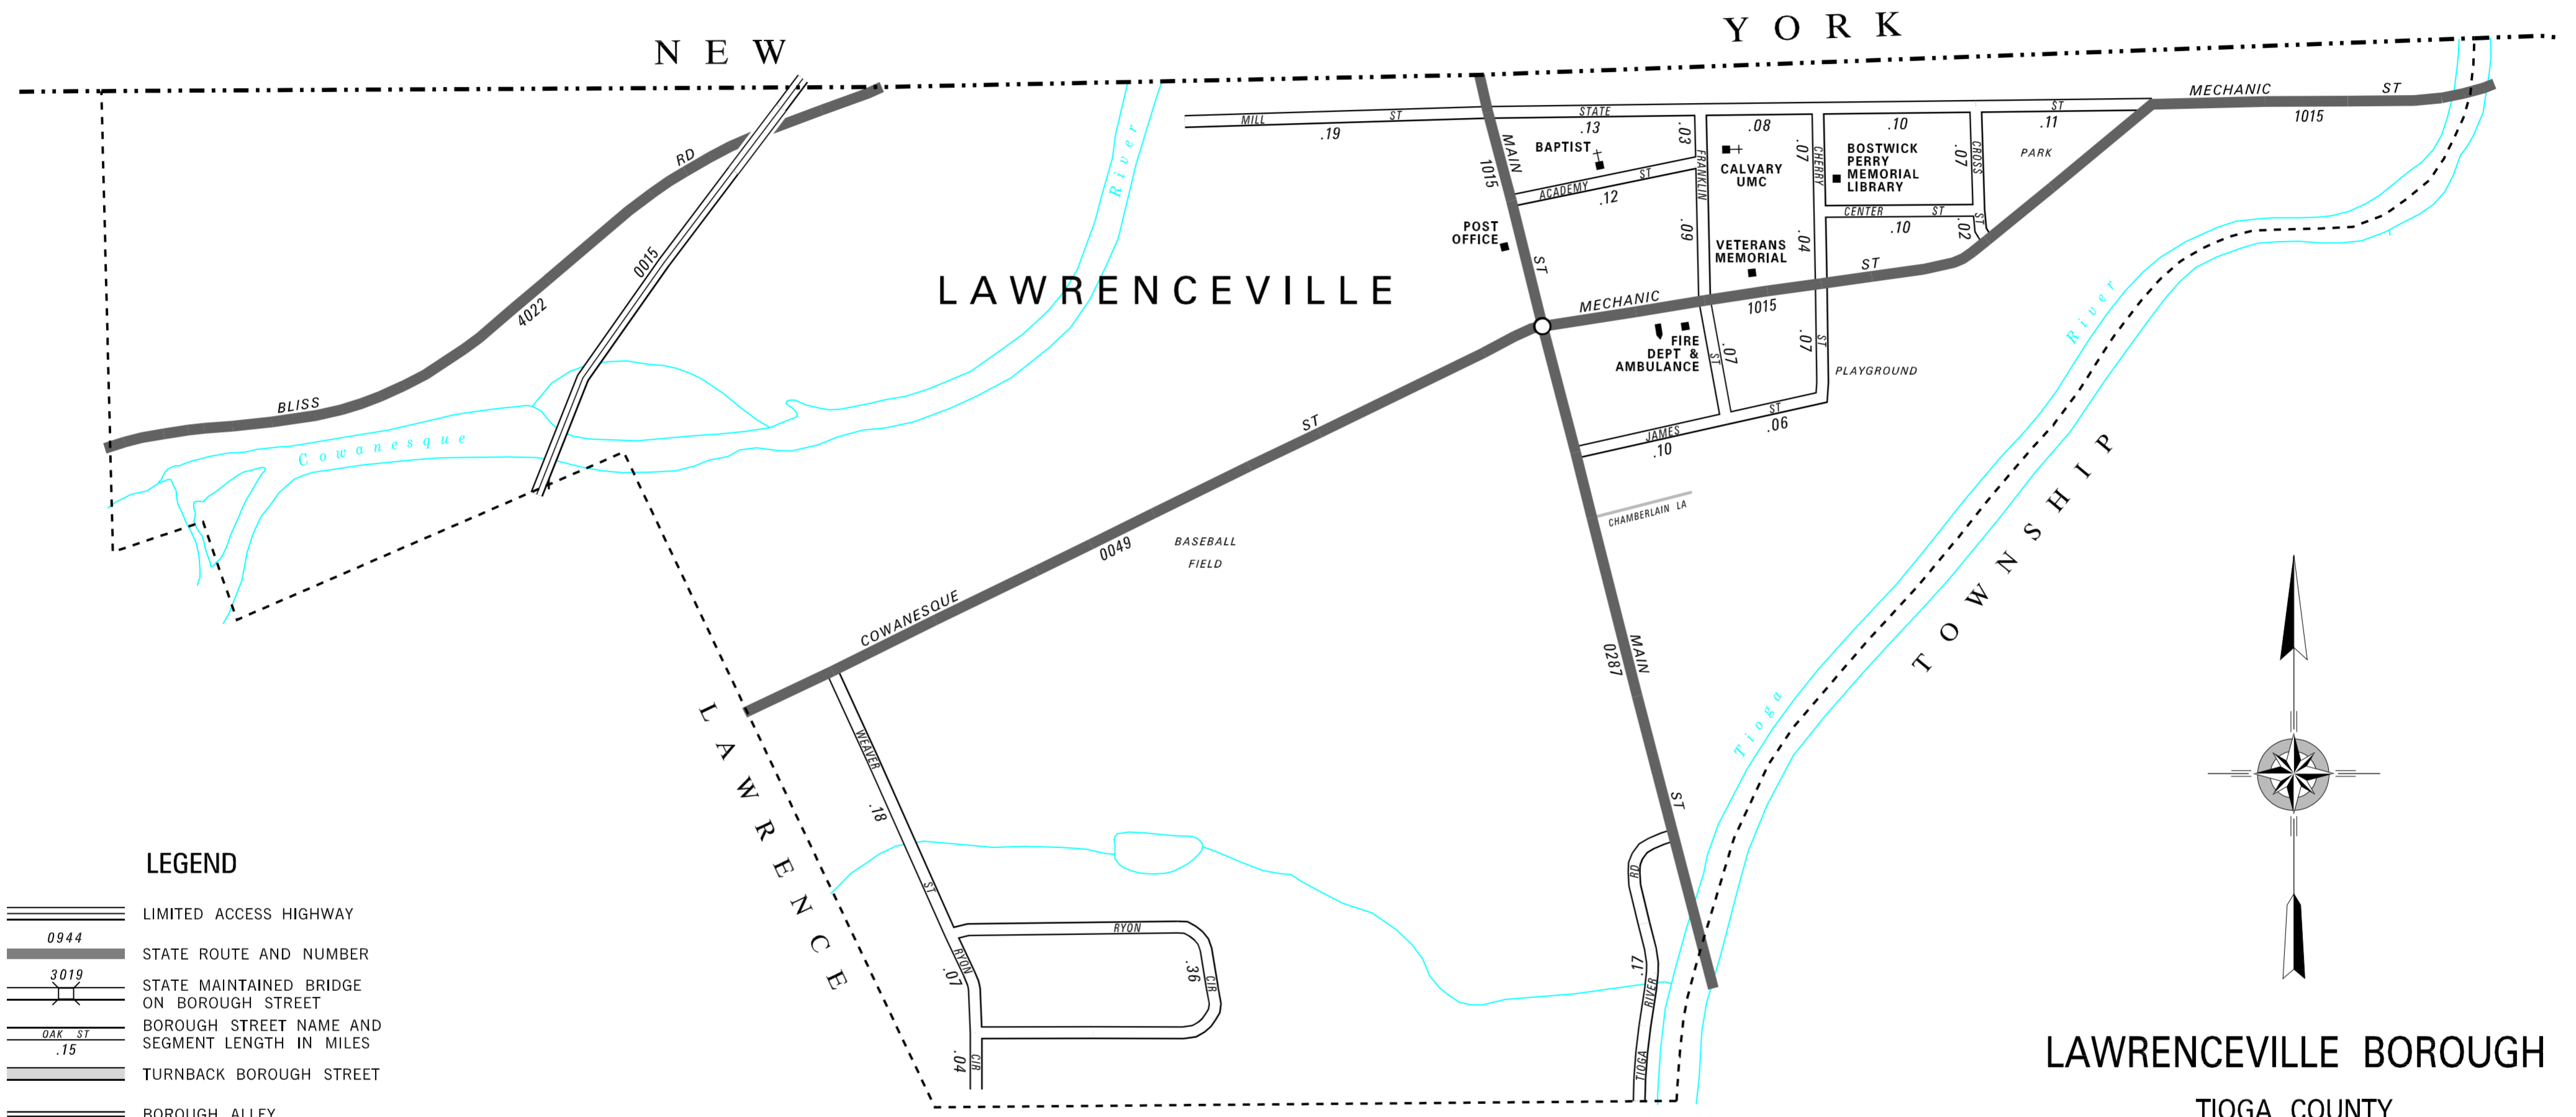 NEW YORK
MECHANIC ST
1015
MILL ST
.19
STATE ST
.13
.03
.08
.10
.11
BAPTIST
MAIN ST
1015
ACADEMY ST
.12
FRANKLIN ST
.09
.07
CALVARY
UMC
CHERRY ST
.07
.04
.07
BOSTWICK
PERRY
MEMORIAL
LIBRARY
CROSS ST
.07
.02
PARK
CENTER ST
.10
POST
OFFICE
VETERANS
MEMORIAL
MECHANIC ST
1015
FIRE
DEPT &
AMBULANCE
PLAYGROUND
JAMES ST
.10
.06
CHAMBERLAIN LA
BLISS RD
4022
0015
Cowanesque River
LAWRENCEVILLE
COWANESQUE ST
0049
BASEBALL
FIELD
MAIN ST
0287
Tioga River
LAWRENCE TOWNSHIP
WEAVER ST
.18
RYON CIR
.07
.04
RYON CIR
.36
TIOGA RIVER RD
.17
LEGEND
LIMITED ACCESS HIGHWAY
0944
STATE ROUTE AND NUMBER
3019
STATE MAINTAINED BRIDGE
ON BOROUGH STREET
OAK ST
.15
BOROUGH STREET NAME AND
SEGMENT LENGTH IN MILES
TURNBACK BOROUGH STREET
BOROUGH ALLEY
LAWRENCEVILLE BOROUGH
TIOGA COUNTY